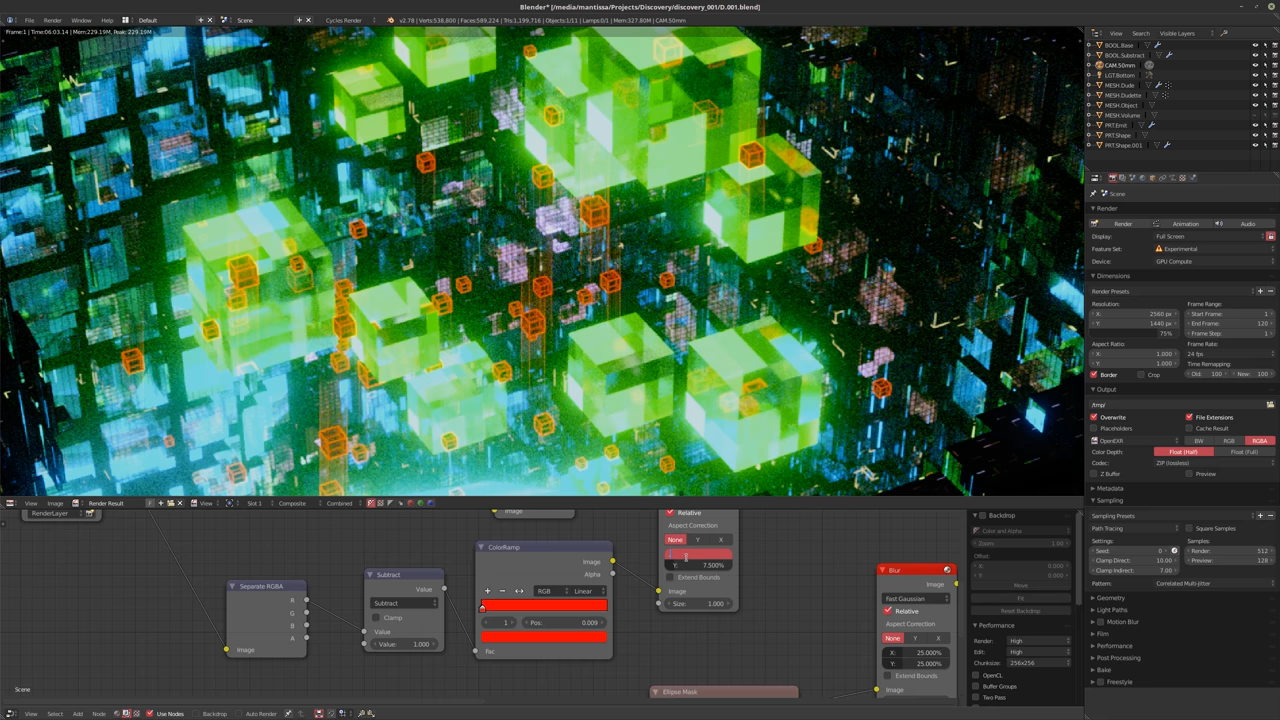 Blender* [/media/mantissa/Projects/Discovery/discovery_001/D.001.blend]
File Render Window Help Default Scene Cycles Render v2.78 | Verts:538,800 | Faces:589,224 | Tris:1,199,716 | Objects:1/11 | Lamps:0/1 | Mem:327.80M | CAM:50mm
Frame:1 | Time:06:03.14 | Mem:229.19M, Peak: 229.19M
View Search Visible Layers
BOOL.Base
BOOL.Substract
CAM.50mm
LGT.Bottom
MESH.Dude
MESH.Dudette
MESH.Object
MESH.Volume
PRT.Emit
PRT.Shape
PRT.Shape.001
Scene
Render
Render Animation Audio
Display: Full Screen
Feature Set: Experimental
Device: GPU Compute
Dimensions
Render Presets
Resolution: Frame Range:
X: 2560 px Start Frame: 1
Y: 1440 px End Frame: 120
75% Frame Step: 1
Aspect Ratio: Frame Rate:
X: 1.000 24 fps
Y: 1.000 Time Remapping:
Border Crop Old: 100 New: 100
Output
/tmp/
Overwrite File Extensions
Placeholders Cache Result
OpenEXR BW RGB RGBA
Color Depth: Float (Half) Float (Full)
Codec: ZIP (lossless)
Z Buffer Preview
Metadata
Sampling
Sampling Presets
Path Tracing Square Samples
Settings: Samples:
Seed: 0 Render: 512
Clamp Direct: 10.00 Preview: 128
Clamp Indirect: 7.00
Pattern: Correlated Multi-Jitter
Geometry
Light Paths
Motion Blur
Film
Performance
Post Processing
Bake
Freestyle
View Image Render Result F View Slot 1 Composite Combined
RenderLayer
Image
Separate RGBA
R
G
B
A
Image
Subtract
Value
Subtract
Clamp
Value
Value: 1.000
ColorRamp
Image
Alpha
RGB Linear
1 Pos: 0.009
Fac
Relative
Aspect Correction
None Y X
Y: 7.500%
Extend Bounds
Image
Size: 1.000
Ellipse Mask
Blur
Image
Fast Gaussian
Relative
Aspect Correction
None Y X
X: 25.000%
Y: 25.000%
Extend Bounds
Image
Backdrop
Color and Alpha
Zoom: 1.00
Offset:
X: 0.000
Y: 0.000
Move
Fit
Reset Backdrop
Performance
Render: High
Edit: High
Chunksize: 256x256
OpenCL
Buffer Groups
Two Pass
Scene
View Select Add Node Use Nodes Backdrop Auto Render